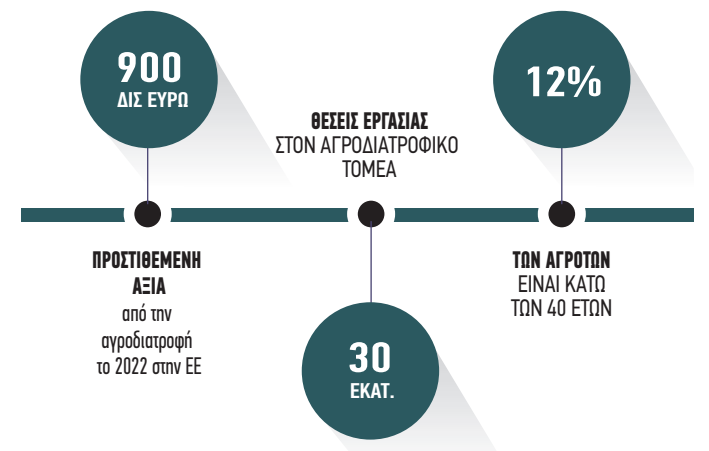 900
ΔΙΣ ΕΥΡΩ
ΠΡΟΣΤΙΘΕΜΕΝΗ
ΑΞΙΑ
από την
αγροδιατροφή
το 2022 στην ΕΕ
ΘΕΣΕΙΣ ΕΡΓΑΣΙΑΣ
ΣΤΟΝ ΑΓΡΟΔΙΑΤΡΟΦΙΚΟ
ΤΟΜΕΑ
30
ΕΚΑΤ.
12%
ΤΩΝ ΑΓΡΟΤΩΝ
ΕΙΝΑΙ ΚΑΤΩ
ΤΩΝ 40 ΕΤΩΝ